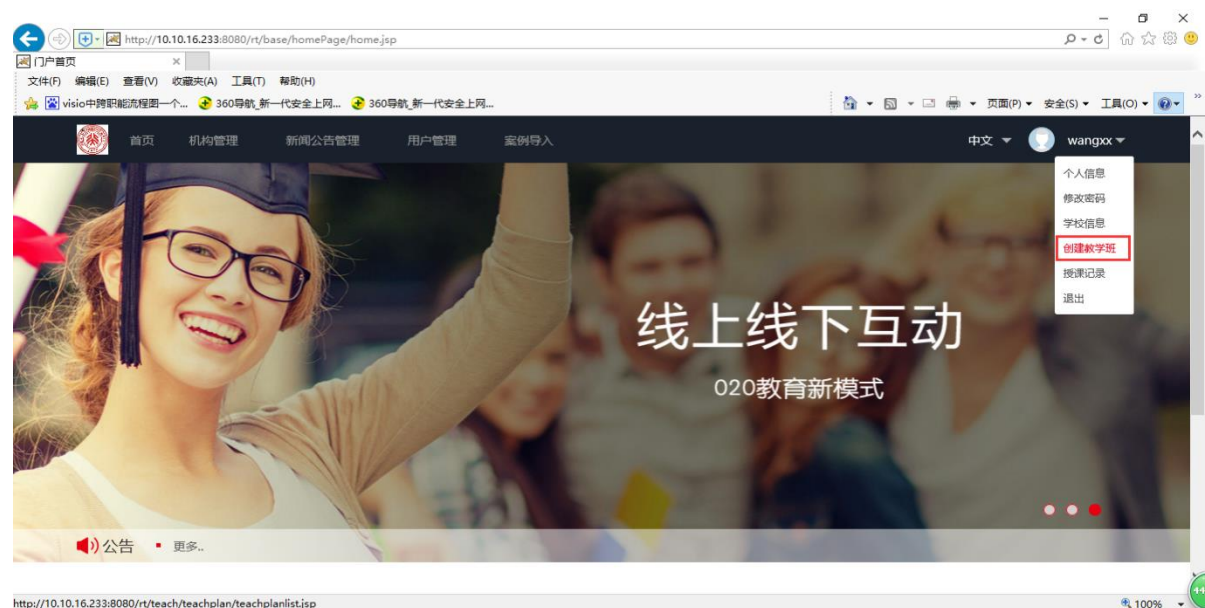 http://10.10.16.233:8080/rt/base/homePage/home.jsp
门户首页
文件(F) 编辑(E) 查看(V) 收藏夹(A) 工具(T) 帮助(H)
visio中跨职能流程图一个... 360导航_新一代安全上网... 360导航_新一代安全上网... 页面(P) 安全(S) 工具(O)
首页 机构管理 新闻公告管理 用户管理 案例导入 中文 wangxx
个人信息
修改密码
学校信息
创建教学班
授课记录
退出
线上线下互动
O2O教育新模式
公告 更多..
http://10.10.16.233:8080/rt/teach/teachplan/teachplanlist.jsp 100%
44